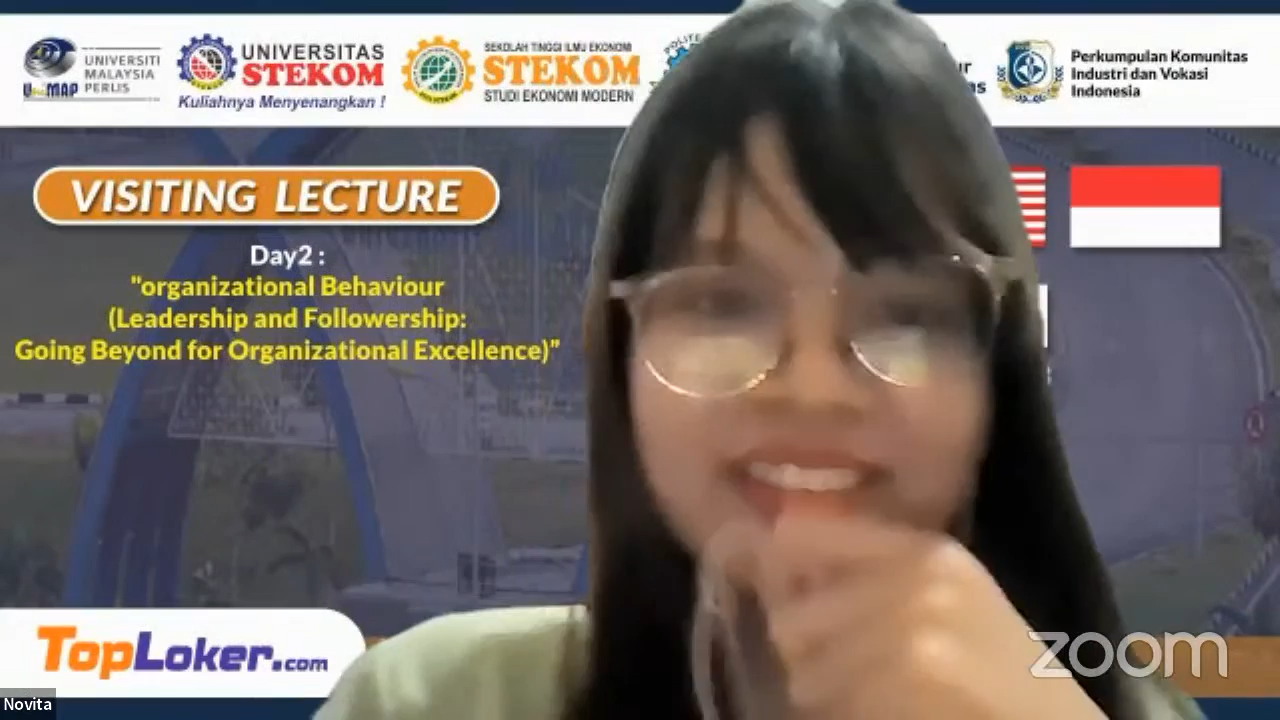 UNIVERSITI
MALAYSIA
PERLIS
UniMAP
UNIVERSITAS
STEKOM
Kuliahnya Menyenangkan !
SEKOLAH TINGGI ILMU EKONOMI
STEKOM
STUDI EKONOMI MODERN
Perkumpulan Komunitas
Industri dan Vokasi
Indonesia
VISITING LECTURE
Day2 :
"organizational Behaviour
(Leadership and Followership:
Going Beyond for Organizational Excellence)"
TopLoker.com
zoom
Novita